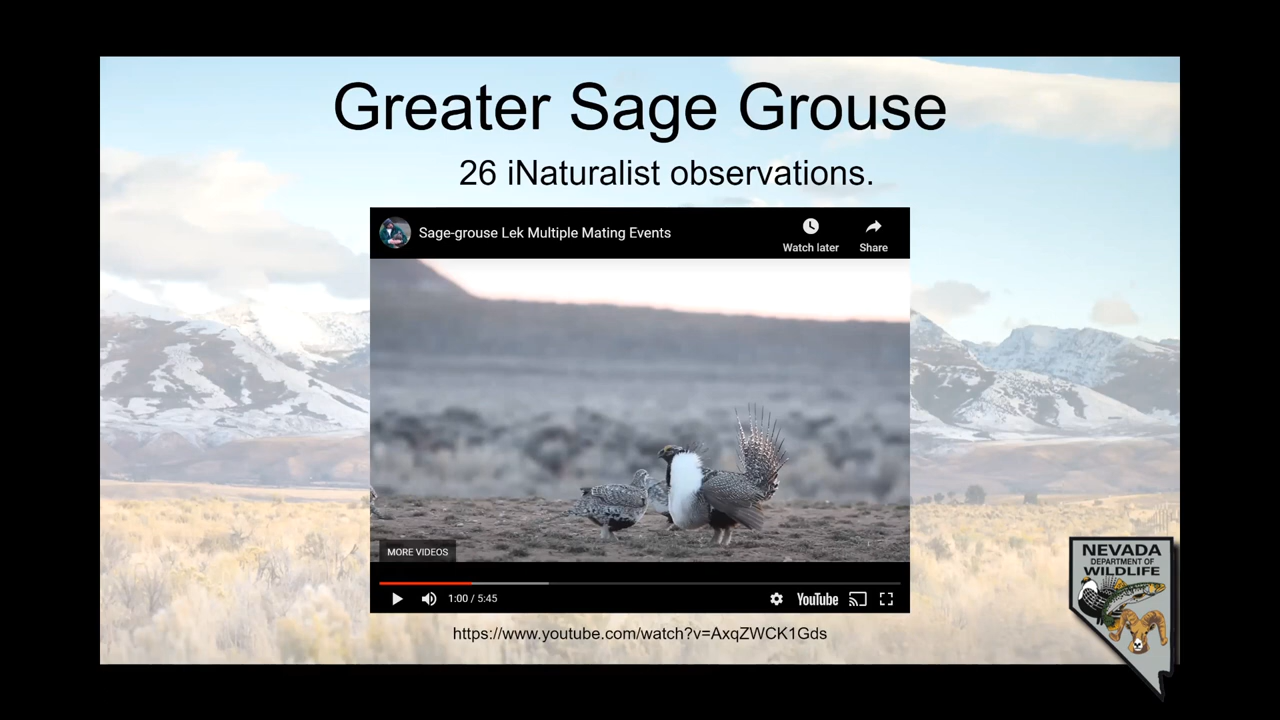 Greater Sage Grouse
26 iNaturalist observations.
Sage-grouse Lek Multiple Mating Events
Watch later
Share
MORE VIDEOS
1:00 / 5:45
YouTube
https://www.youtube.com/watch?v=AxqZWCK1Gds
NEVADA
DEPARTMENT OF
WILDLIFE